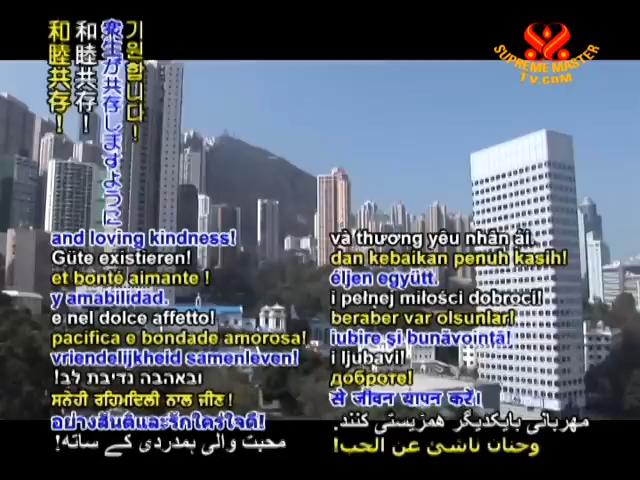 기원합니다!
衆生が共存しますように
和睦共存!
和睦共存!
SUPREME MASTER
TV.COM
and loving kindness!
Güte existieren!
et bonté aimante !
y amabilidad.
e nel dolce affetto!
pacifica e bondade amorosa!
vriendelijkheid samenleven!
ובאהבה נדיבת לב!
ਸਨੇਹੀ ਰਹਿਮਦਿਲੀ ਨਾਲ ਜੀਣ !
อย่างสันติและรักใคร่ใจดี!
محبت والی ہمدردی کے ساتھ!
và thương yêu nhân ái.
dan kebaikan penuh kasih!
éljen együtt.
i pełnej miłości dobroci!
beraber var olsunlar!
iubire și bunăvoință!
i ljubavi!
доброте!
से जीवन यापन करें।
مهربانی بایکدیگر همزیستی کنند.
وحنان ناشئ عن الحب!